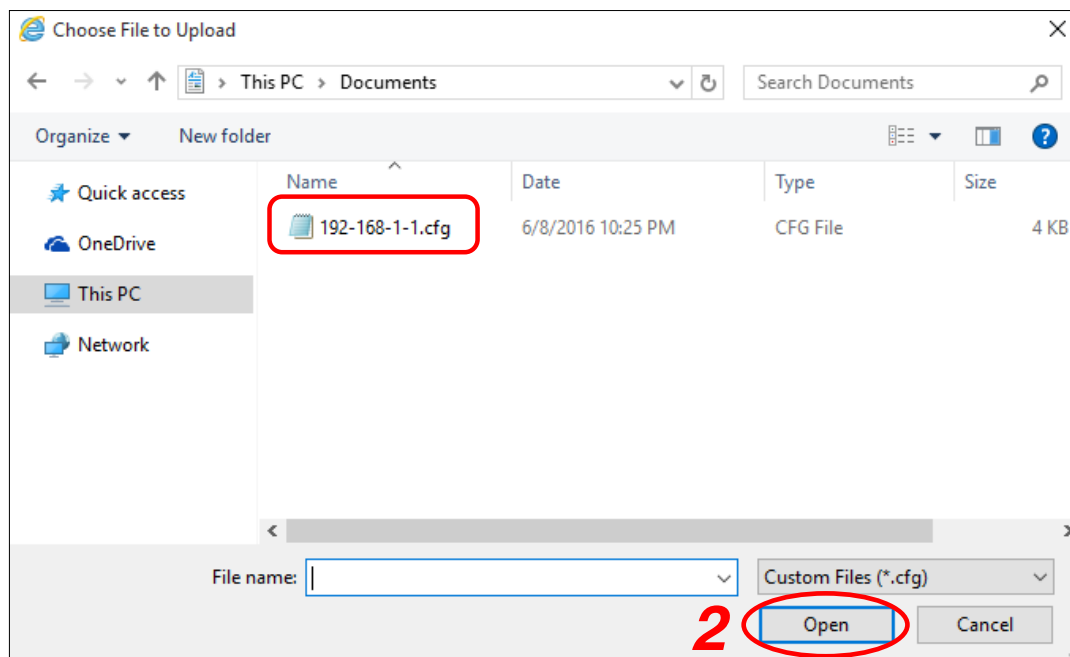 Choose File to Upload
This PC > Documents
Search Documents
Organize
New folder
Name Date Type Size
Quick access
192-168-1-1.cfg 6/8/2016 10:25 PM CFG File 4 KB
OneDrive
This PC
Network
File name:
Custom Files (*.cfg)
2 Open Cancel